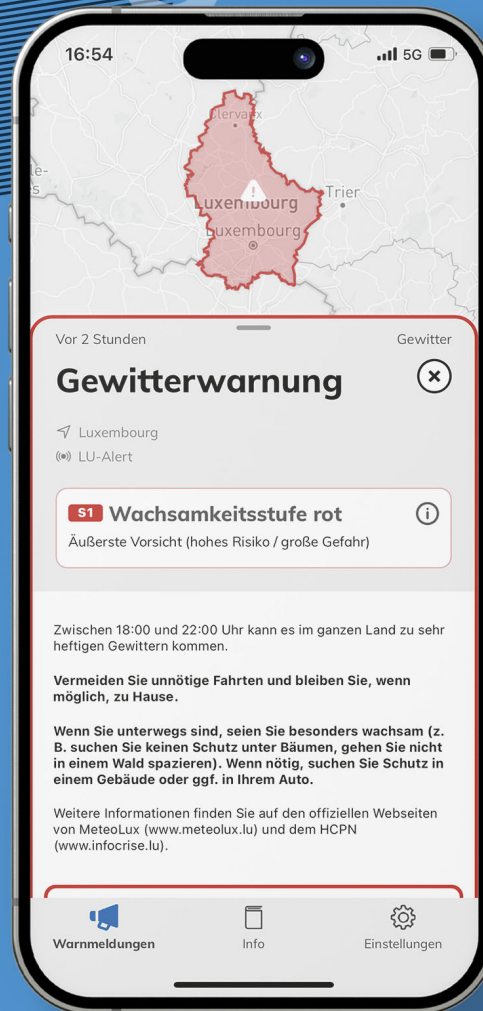 16:54
5G
Clervaux
Trier
Luxembourg
Luxembourg
Vor 2 Stunden
Gewitter
Gewitterwarnung
Luxembourg
LU-Alert
S1 Wachsamkeitsstufe rot
Äußerste Vorsicht (hohes Risiko / große Gefahr)
Zwischen 18:00 und 22:00 Uhr kann es im ganzen Land zu sehr
heftigen Gewittern kommen.
Vermeiden Sie unnötige Fahrten und bleiben Sie, wenn
möglich, zu Hause.
Wenn Sie unterwegs sind, seien Sie besonders wachsam (z.
B. suchen Sie keinen Schutz unter Bäumen, gehen Sie nicht
in einem Wald spazieren). Wenn nötig, suchen Sie Schutz in
einem Gebäude oder ggf. in Ihrem Auto.
Weitere Informationen finden Sie auf den offiziellen Webseiten
von MeteoLux (www.meteolux.lu) und dem HCPN
(www.infocrise.lu).
Warnmeldungen
Info
Einstellungen